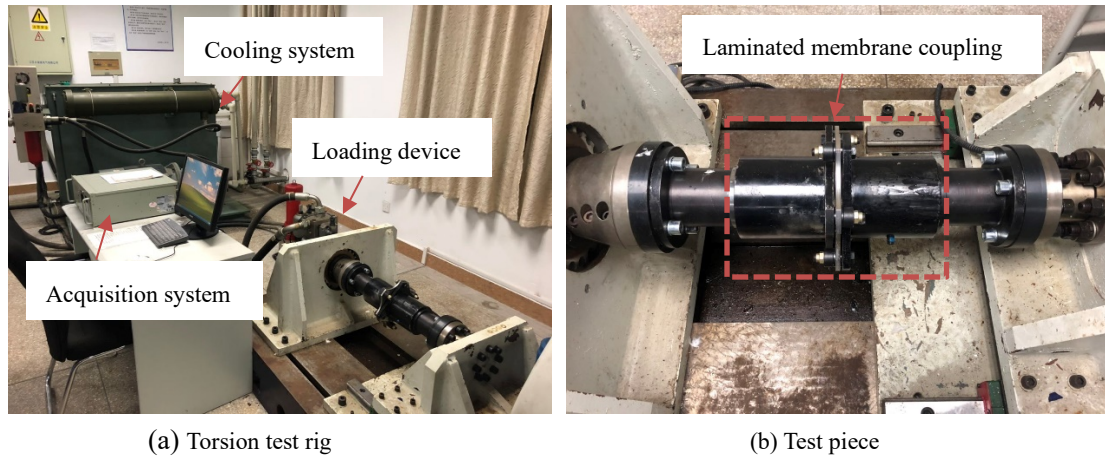 Cooling system
Loading device
Acquisition system
Laminated membrane coupling
(a) Torsion test rig
(b) Test piece